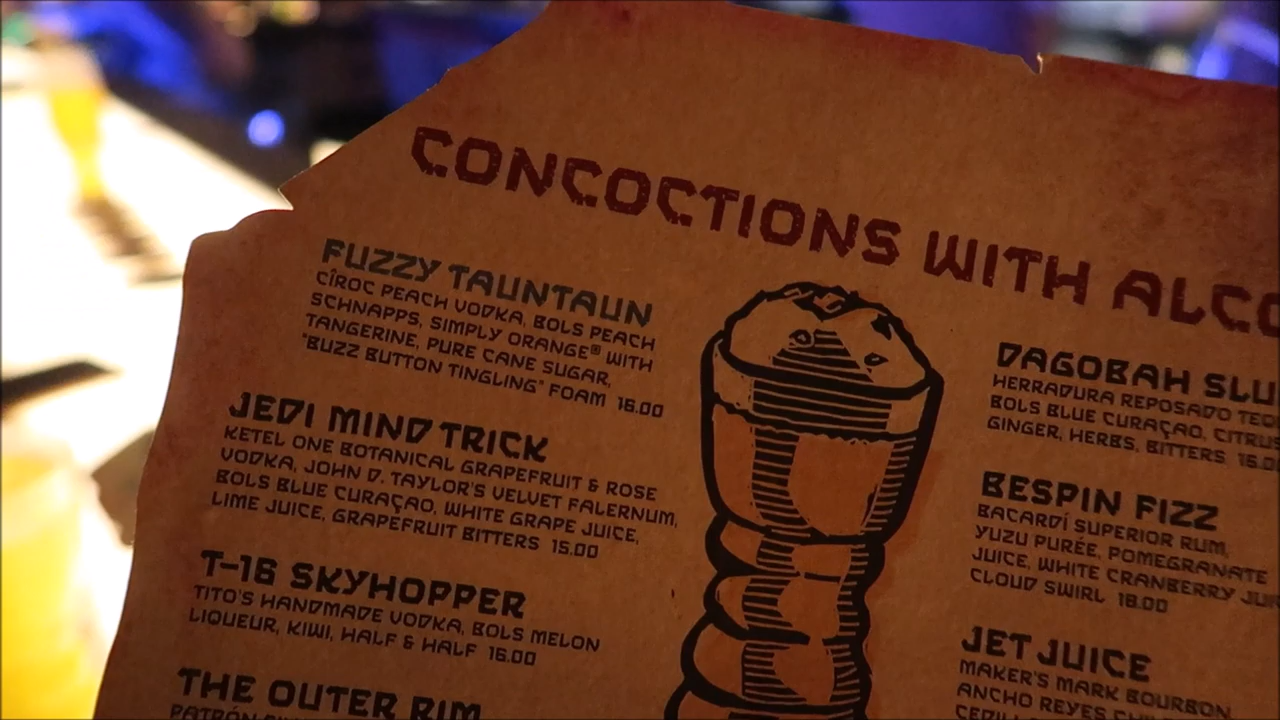 CONCOCTIONS WITH
FUZZY TAUNTAUN
CÎROC PEACH VODKA, BOLS PEACH
SCHNAPPS, SIMPLY ORANGE® WITH
TANGERINE, PURE CANE SUGAR,
"BUZZ BUTTON TINGLING" FOAM 16.00
JEDI MIND TRICK
KETEL ONE BOTANICAL GRAPEFRUIT & ROSE
VODKA, JOHN D. TAYLOR'S VELVET FALERNUM,
BOLS BLUE CURAÇAO, WHITE GRAPE JUICE,
LIME JUICE, GRAPEFRUIT BITTERS 15.00
T-16 SKYHOPPER
TITO'S HANDMADE VODKA, BOLS MELON
LIQUEUR, KIWI, HALF & HALF 16.00
THE OUTER RIM
PATRÓN
DAGOBAH
HERRADURA REPOSADO
BOLS BLUE CURAÇAO, CITRUS
GINGER, HERBS, BITTERS
BESPIN FIZZ
BACARDÍ SUPERIOR RUM,
YUZU PURÉE, POMEGRANATE
JUICE, WHITE CRANBERRY
CLOUD SWIRL 18.00
JET JUICE
MAKER'S MARK BOURBON,
ANCHO REYES